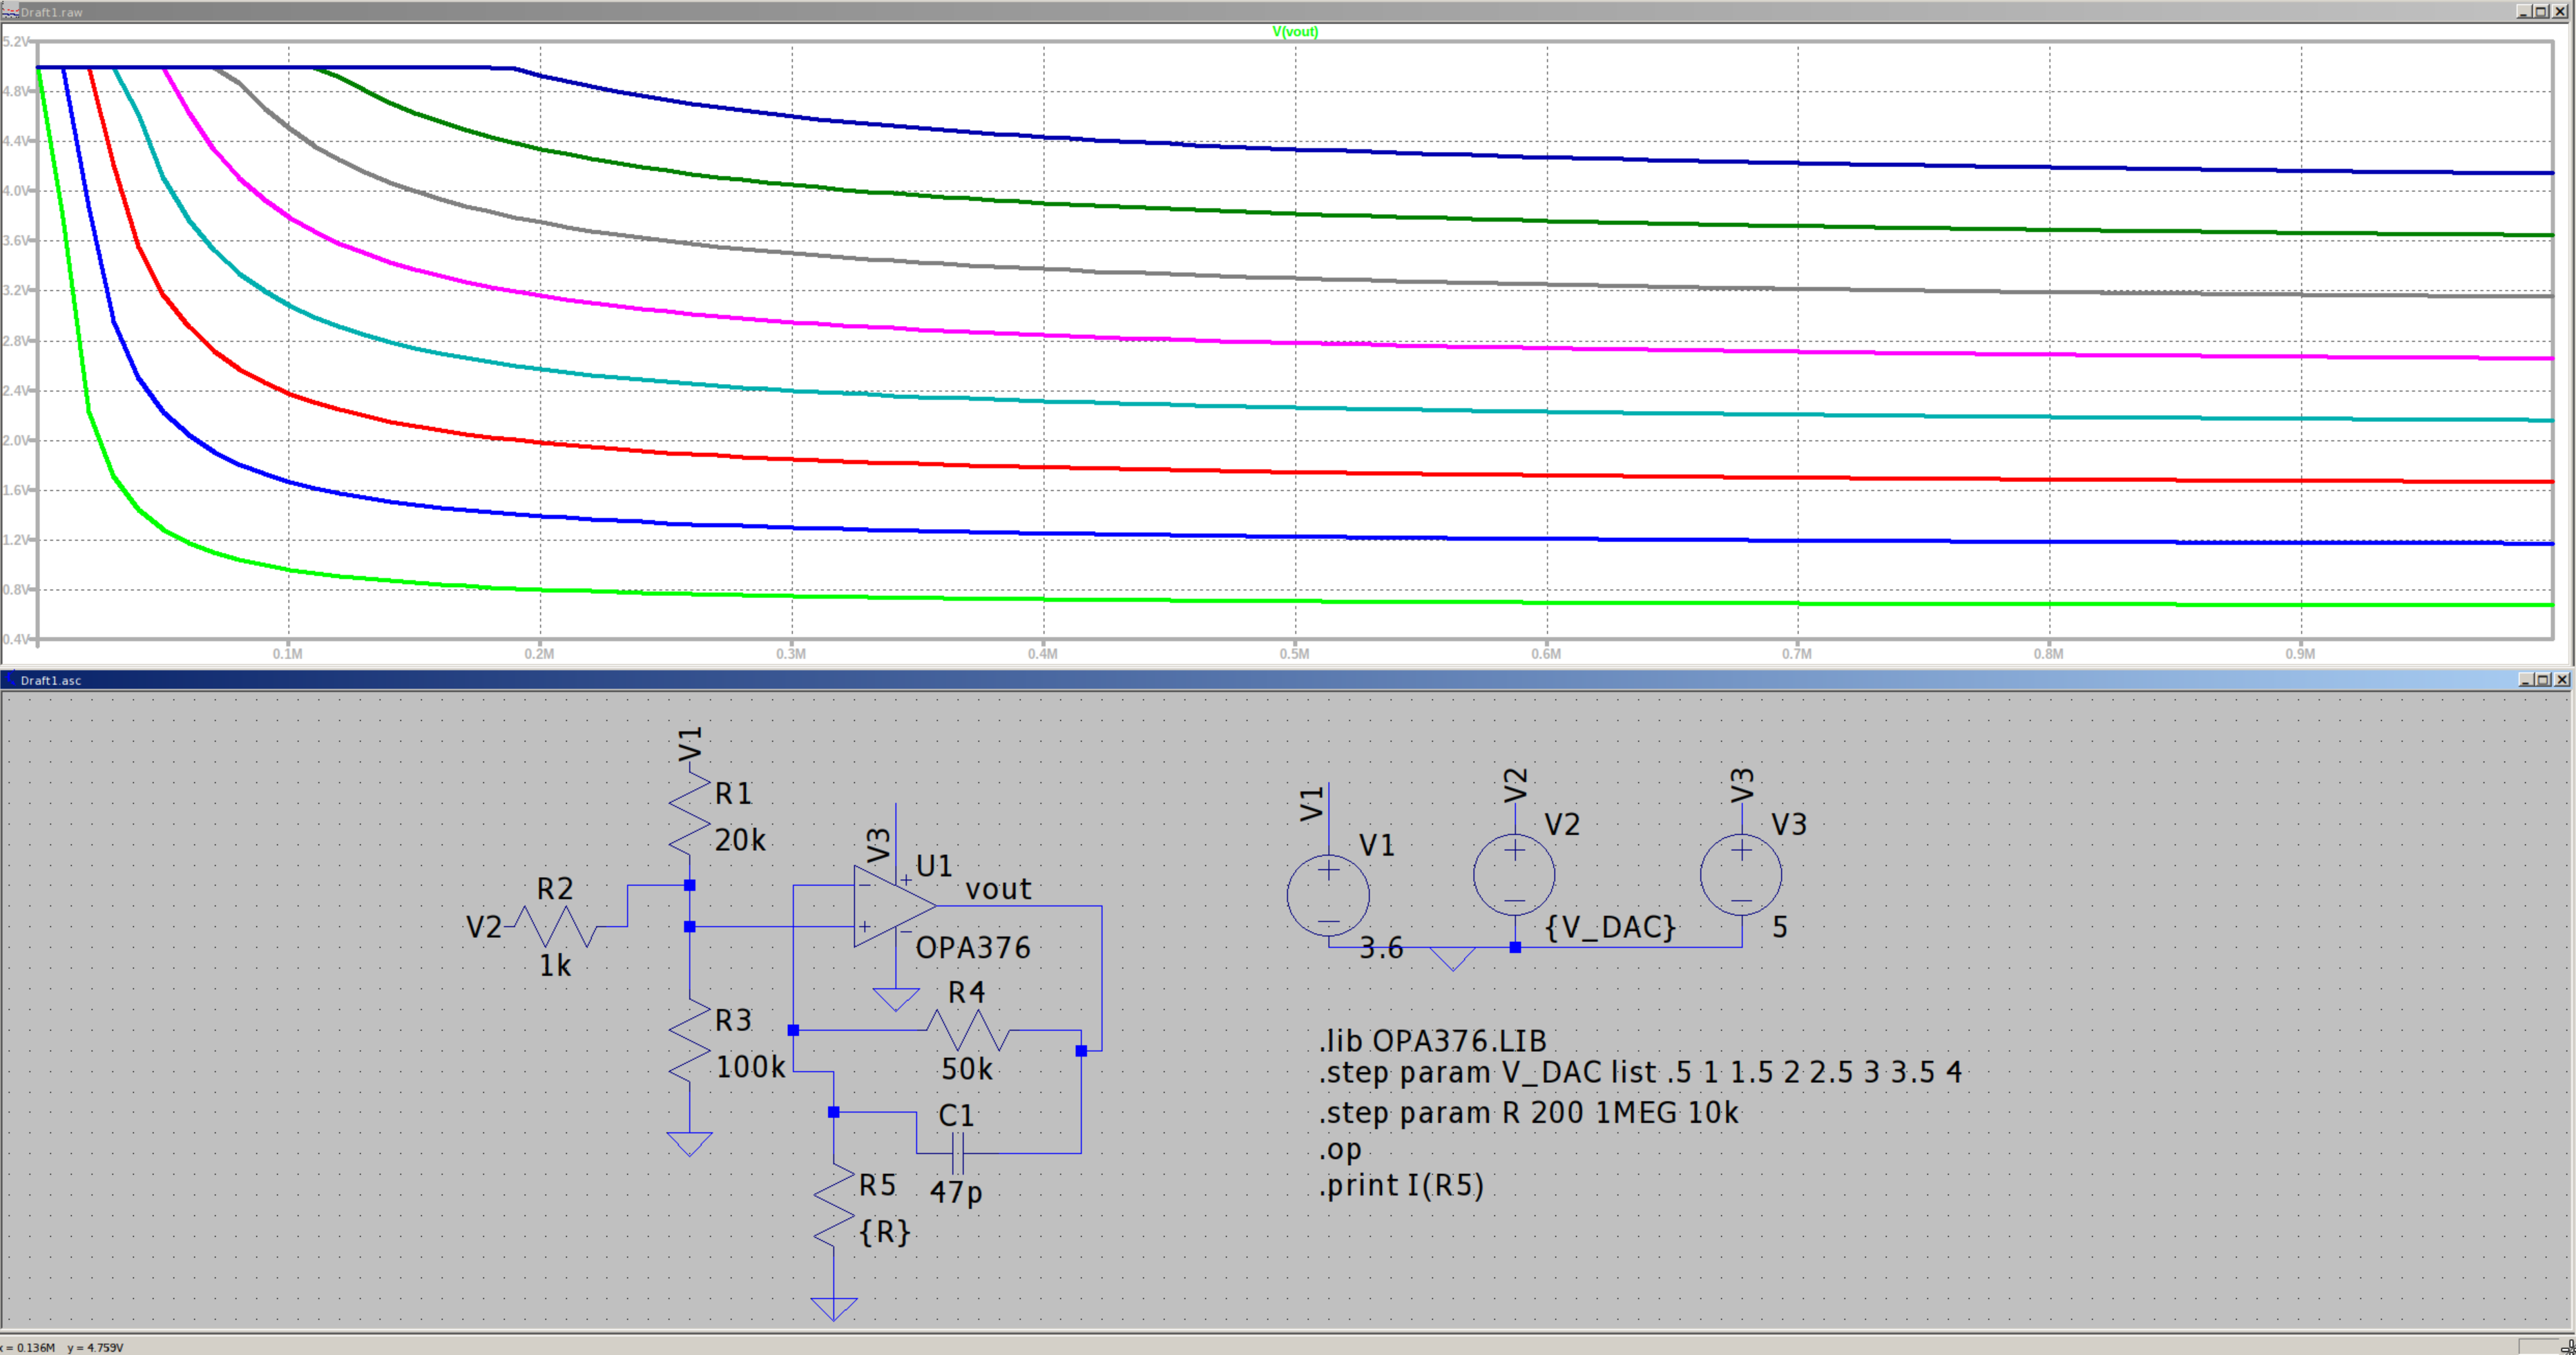 Draft1.raw
V(vout)
5.2V
4.8V
4.4V
4.0V
3.6V
3.2V
2.8V
2.4V
2.0V
1.6V
1.2V
0.8V
0.4V
0.1M 0.2M 0.3M 0.4M 0.5M 0.6M 0.7M 0.8M 0.9M
Draft1.asc
V1
R1
20k
R2
V2
1k
R3
100k
V3
U1
+
−
+
−
vout
OPA376
R4
50k
C1
47p
R5
{R}
V1
V1
+
−
3.6
V2
V2
+
−
{V_DAC}
V3
V3
+
−
5
.lib OPA376.LIB
.step param V_DAC list .5 1 1.5 2 2.5 3 3.5 4
.step param R 200 1MEG 10k
.op
.print I(R5)
x = 0.136M y = 4.759V